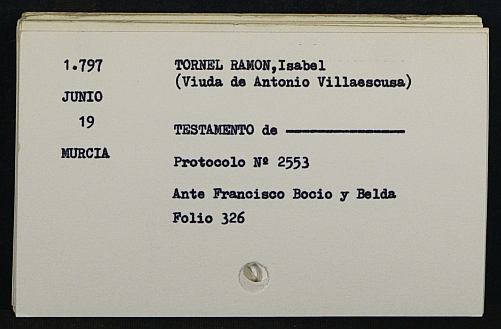 1.797
JUNIO
19
MURCIA
TORNEL RAMON,Isabel
(Viuda de Antonio Villaescusa)
TESTAMENTO de ----------------
Protocolo Nº 2553
Ante Francisco Bocio y Belda
Folio 326